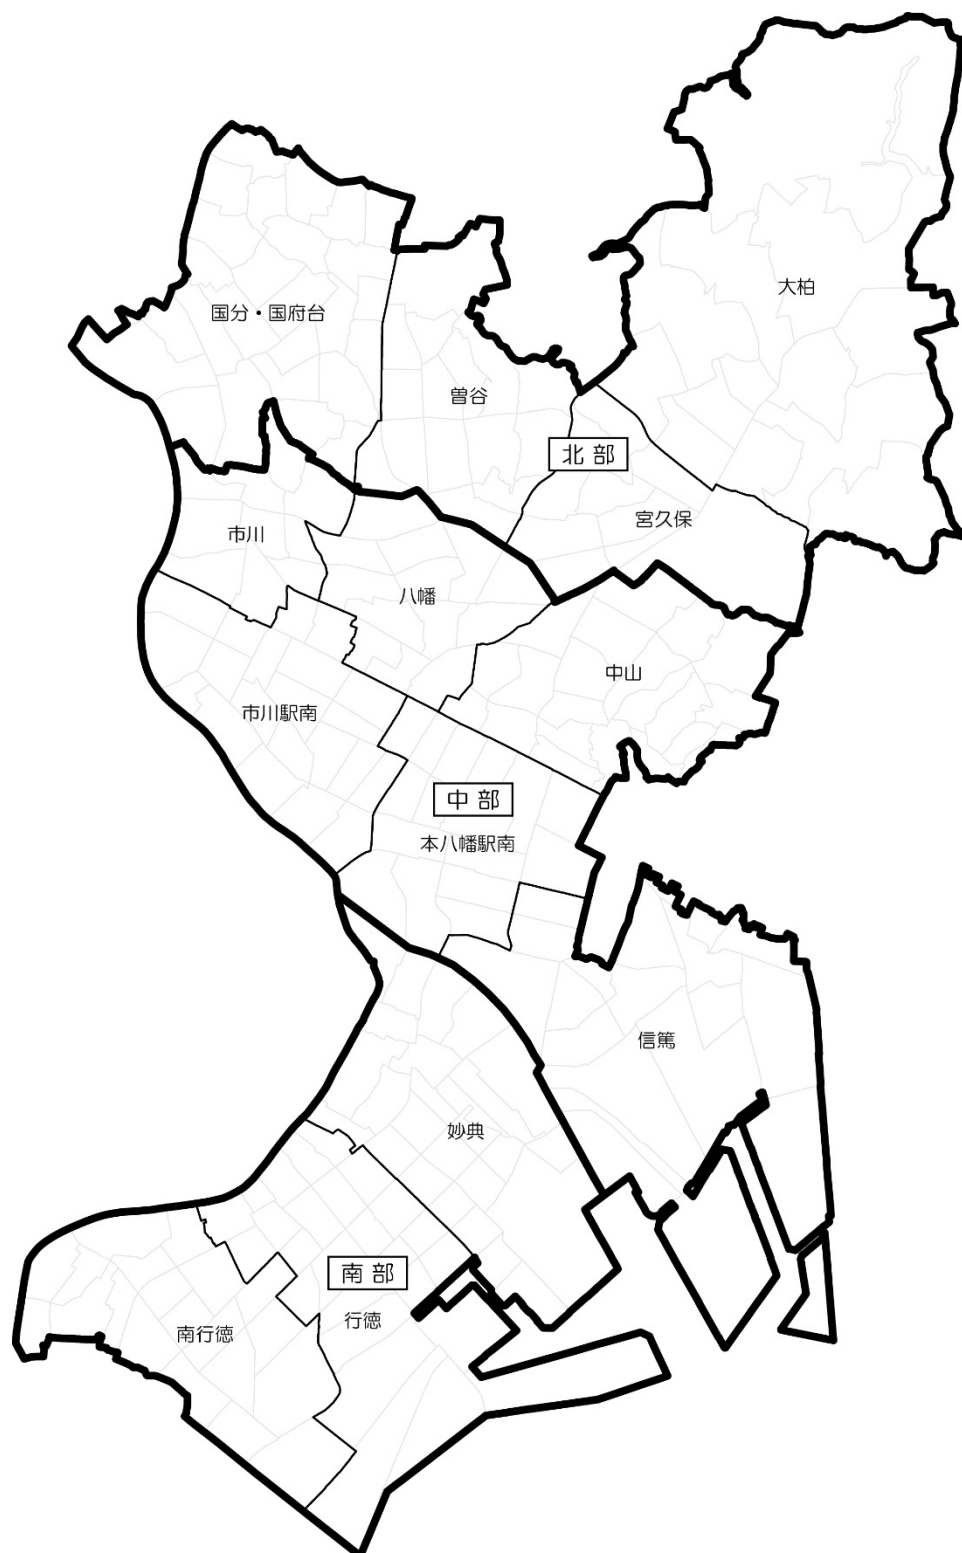 大柏
国分・国府台
曽谷
北部
宮久保
市川
八幡
中山
市川駅南
中部
本八幡駅南
信篤
妙典
南部
行徳
南行徳